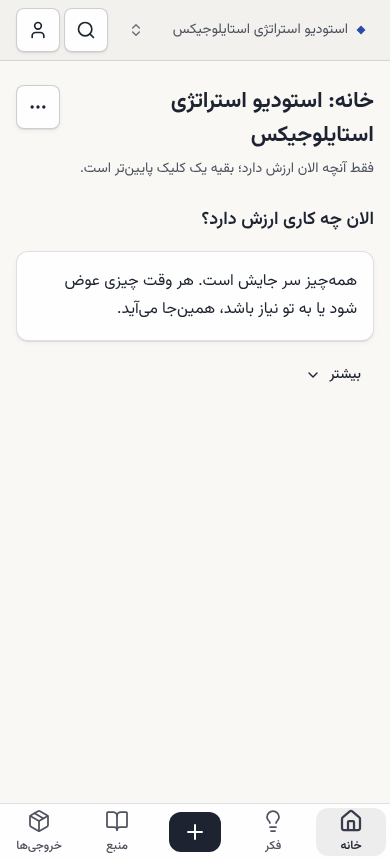 استودیو استراتژی استایلوجیکس
خانه: استودیو استراتژی
استایلوجیکس
فقط آنچه الان ارزش دارد؛ بقیه یک کلیک پایین‌تر است.
الان چه کاری ارزش دارد؟
همه‌چیز سر جایش است. هر وقت چیزی عوض
شود یا به تو نیاز باشد، همین‌جا می‌آید.
بیشتر
خانه
فکر
منبع
خروجی‌ها